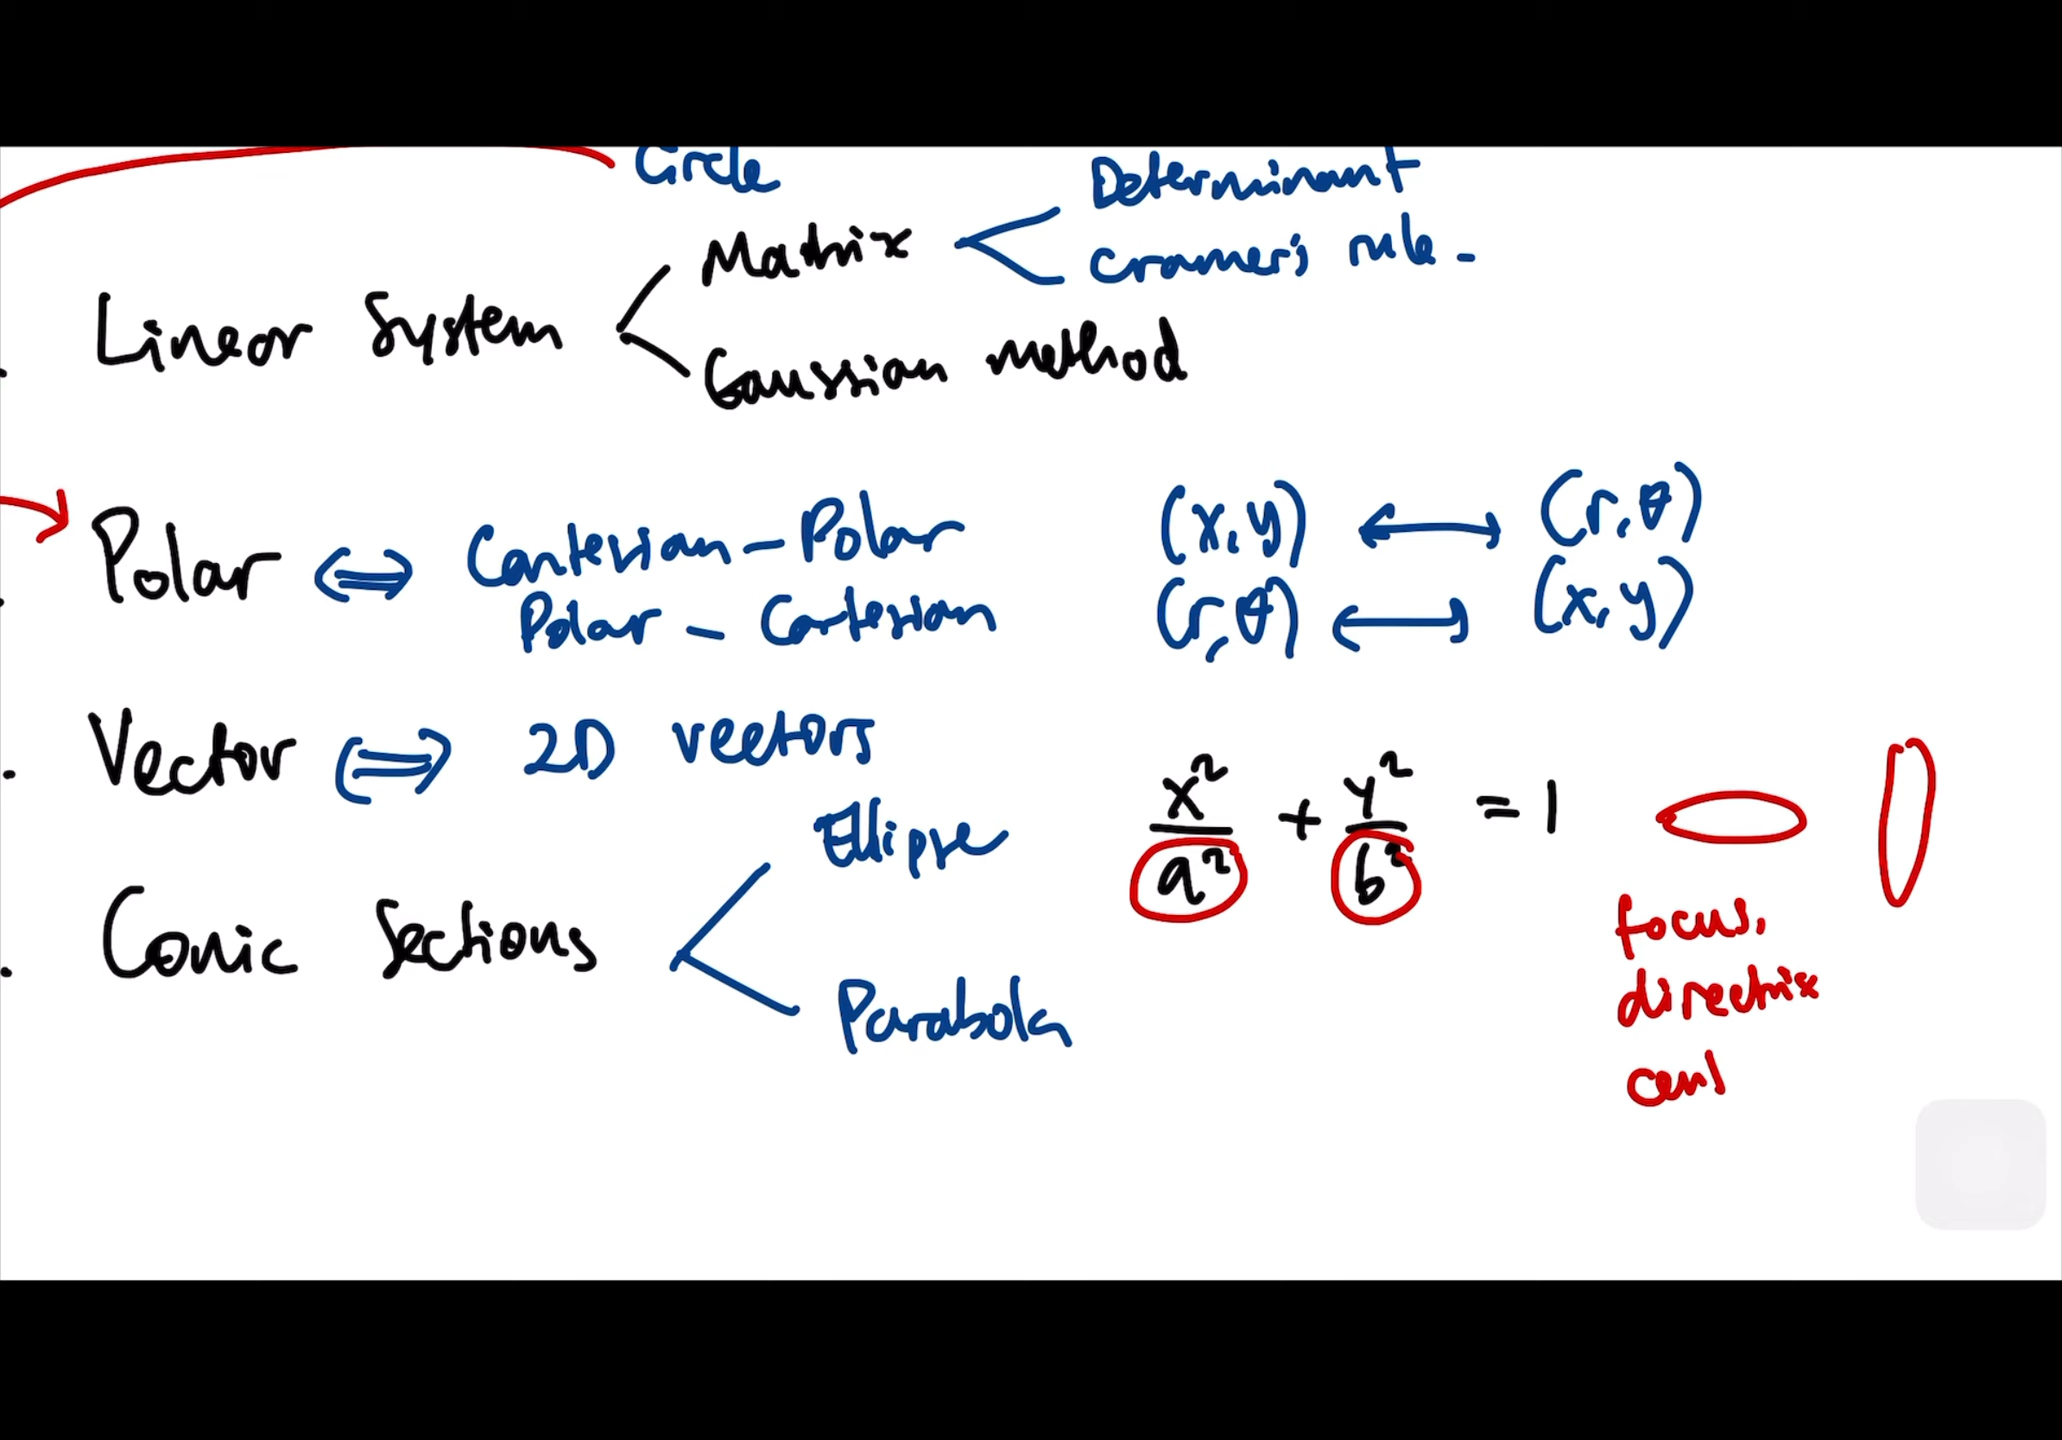 Circle
Determinant
Matrix
Cramer's rule -
Linear System
Gaussian method
Polar ⟺ Cartesian - Polar (x, y) ⟷ (r, θ)
Polar - Cartesian (r, θ) ⟷ (x, y)
Vector ⟺ 2D vectors
Ellipse x²/a² + y²/b² = 1
Conic Sections
Parabola
focus,
directrix
cent